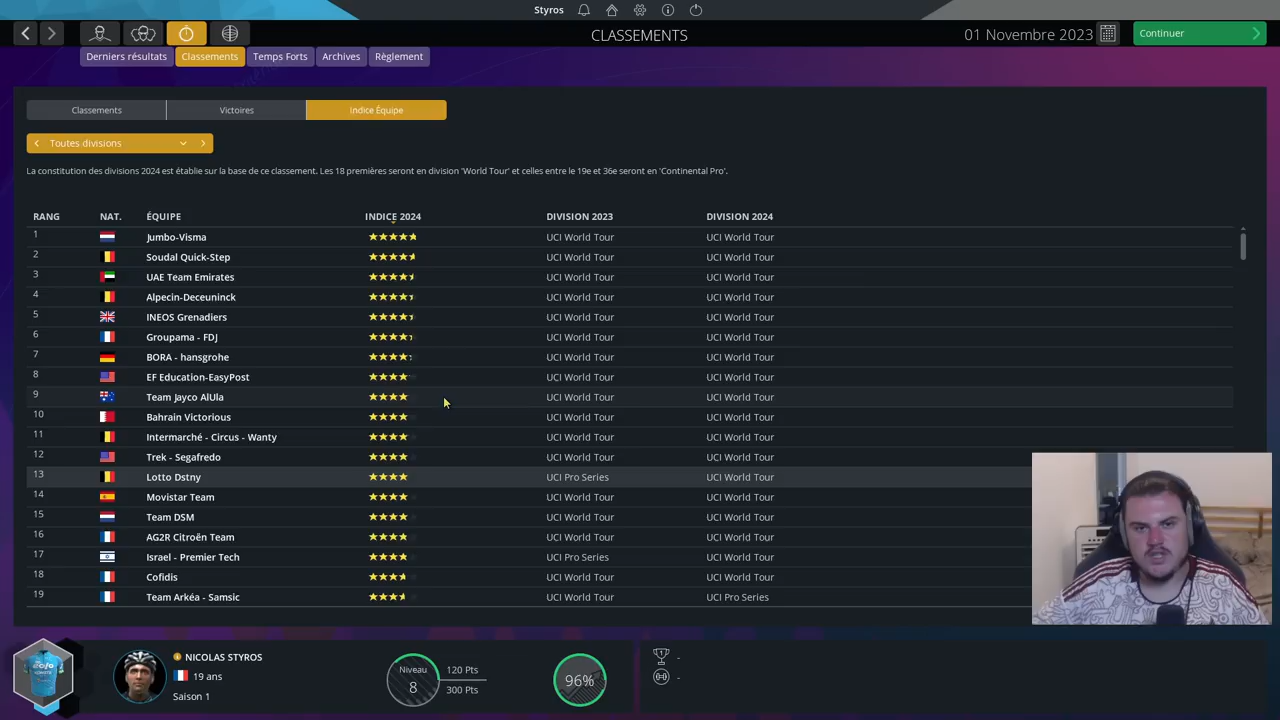 Styros
CLASSEMENTS
01 Novembre 2023
Continuer
Derniers résultats
Classements
Temps Forts
Archives
Règlement
Classements
Victoires
Indice Équipe
Toutes divisions
La constitution des divisions 2024 est établie sur la base de ce classement. Les 18 premières seront en division 'World Tour' et celles entre le 19e et 36e seront en 'Continental Pro'.
RANG NAT. ÉQUIPE INDICE 2024 DIVISION 2023 DIVISION 2024
1 Jumbo-Visma UCI World Tour UCI World Tour
2 Soudal Quick-Step UCI World Tour UCI World Tour
3 UAE Team Emirates UCI World Tour UCI World Tour
4 Alpecin-Deceuninck UCI World Tour UCI World Tour
5 INEOS Grenadiers UCI World Tour UCI World Tour
6 Groupama - FDJ UCI World Tour UCI World Tour
7 BORA - hansgrohe UCI World Tour UCI World Tour
8 EF Education-EasyPost UCI World Tour UCI World Tour
9 Team Jayco AlUla UCI World Tour UCI World Tour
10 Bahrain Victorious UCI World Tour UCI World Tour
11 Intermarché - Circus - Wanty UCI World Tour UCI World Tour
12 Trek - Segafredo UCI World Tour UCI World Tour
13 Lotto Dstny UCI Pro Series UCI World Tour
14 Movistar Team UCI World Tour UCI World Tour
15 Team DSM UCI World Tour UCI World Tour
16 AG2R Citroën Team UCI World Tour UCI World Tour
17 Israel - Premier Tech UCI Pro Series UCI World Tour
18 Cofidis UCI World Tour UCI World Tour
19 Team Arkéa - Samsic UCI World Tour UCI Pro Series
NICOLAS STYROS
19 ans
Saison 1
Niveau
8
120 Pts
300 Pts
96%
-
-